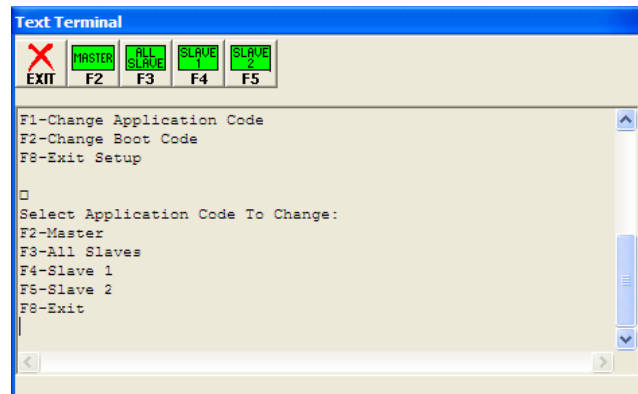 Text Terminal
MASTER ALL SLAVE SLAVE 1 SLAVE 2
EXIT F2 F3 F4 F5
F1-Change Application Code
F2-Change Boot Code
F8-Exit Setup
Select Application Code To Change:
F2-Master
F3-All Slaves
F4-Slave 1
F5-Slave 2
F8-Exit